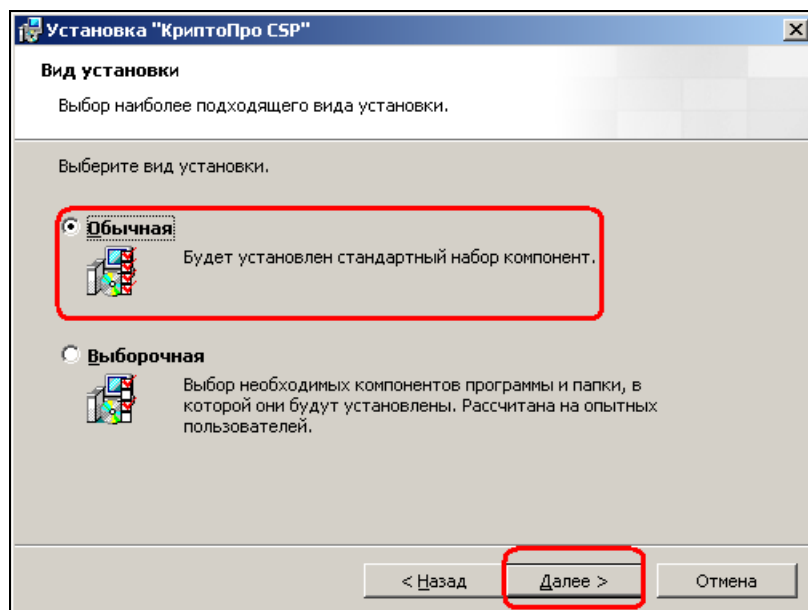 Установка "КриптоПро CSP"
Вид установки
Выбор наиболее подходящего вида установки.
Выберите вид установки.
Обычная
Будет установлен стандартный набор компонент.
Выборочная
Выбор необходимых компонентов программы и папки, в
которой они будут установлены. Рассчитана на опытных
пользователей.
< Назад
Далее >
Отмена